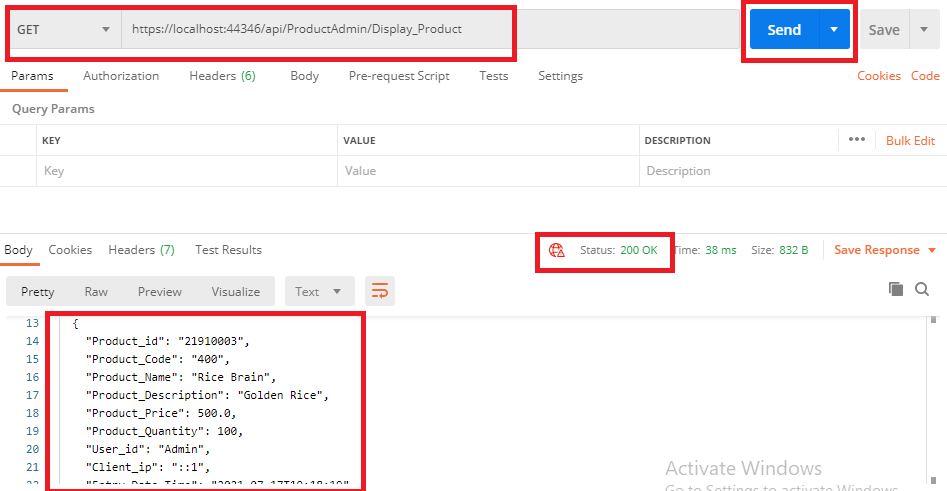 GET https://localhost:44346/api/ProductAdmin/Display_Product Send Save
Params Authorization Headers (6) Body Pre-request Script Tests Settings Cookies Code
Query Params
KEY VALUE DESCRIPTION ••• Bulk Edit
Key Value Description
Body Cookies Headers (7) Test Results Status: 200 OK Time: 38 ms Size: 832 B Save Response
Pretty Raw Preview Visualize Text
13 {
14 "Product_id": "21910003",
15 "Product_Code": "400",
16 "Product_Name": "Rice Brain",
17 "Product_Description": "Golden Rice",
18 "Product_Price": 500.0,
19 "Product_Quantity": 100,
20 "User_id": "Admin",
21 "Client_ip": "::1",
22 "Entry_Date_Time": "2021-07-17T19:18:19"
Activate Windows
Go to Settings to activate Windows.